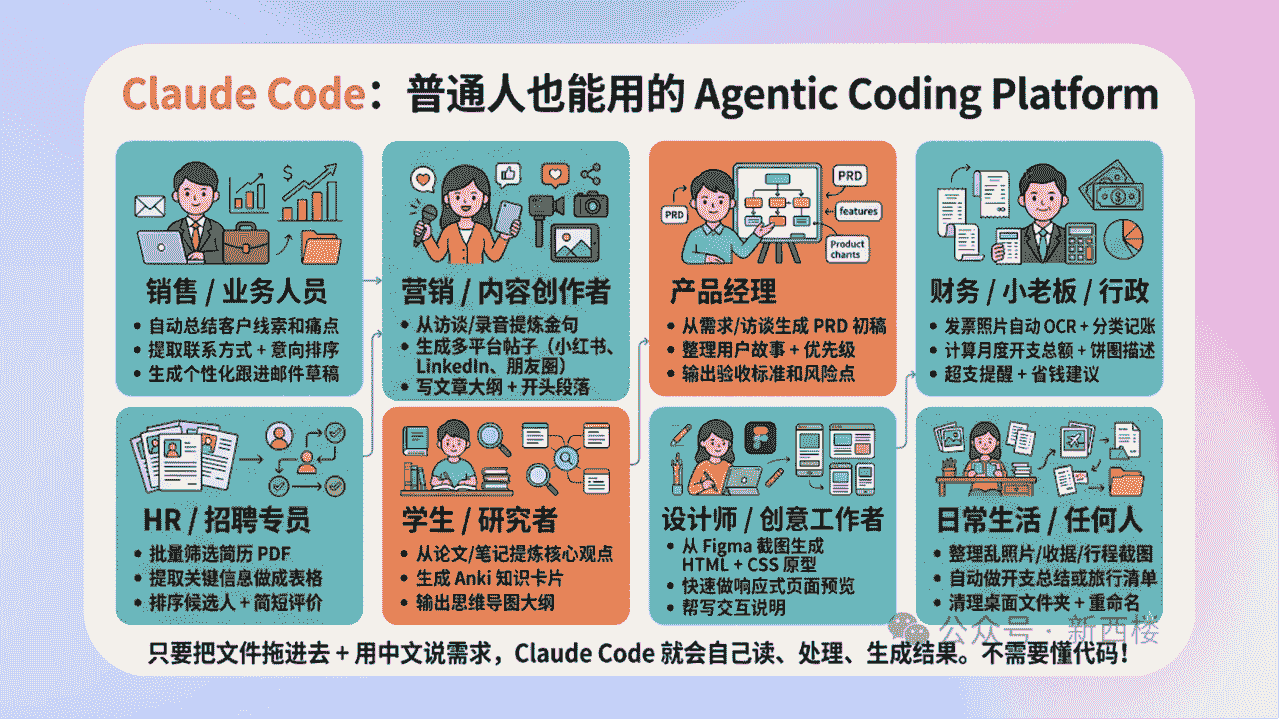 Claude Code：普通人也能用的 Agentic Coding Platform
销售 / 业务人员
• 自动总结客户线索和痛点
• 提取联系方式 + 意向排序
• 生成个性化跟进邮件草稿
营销 / 内容创作者
• 从访谈/录音提炼金句
• 生成多平台帖子（小红书、
LinkedIn、朋友圈）
• 写文章大纲 + 开头段落
PRD
PRD
features
Product
chants
产品经理
• 从需求/访谈生成 PRD 初稿
• 整理用户故事 + 优先级
• 输出验收标准和风险点
$
财务 / 小老板 / 行政
• 发票照片自动 OCR + 分类记账
• 计算月度开支总额 + 饼图描述
• 超支提醒 + 省钱建议
HR / 招聘专员
• 批量筛选简历 PDF
• 提取关键信息做成表格
• 排序候选人 + 简短评价
学生 / 研究者
• 从论文/笔记提炼核心观点
• 生成 Anki 知识卡片
• 输出思维导图大纲
设计师 / 创意工作者
• 从 Figma 截图生成
HTML + CSS 原型
• 快速做响应式页面预览
• 帮写交互说明
日常生活 / 任何人
• 整理乱照片/收据/行程截图
• 自动做开支总结或旅行清单
• 清理桌面文件夹 + 重命名
公众号 · 新西楼
只要把文件拖进去 + 用中文说需求，Claude Code 就会自己读、处理、生成结果。不需要懂代码！